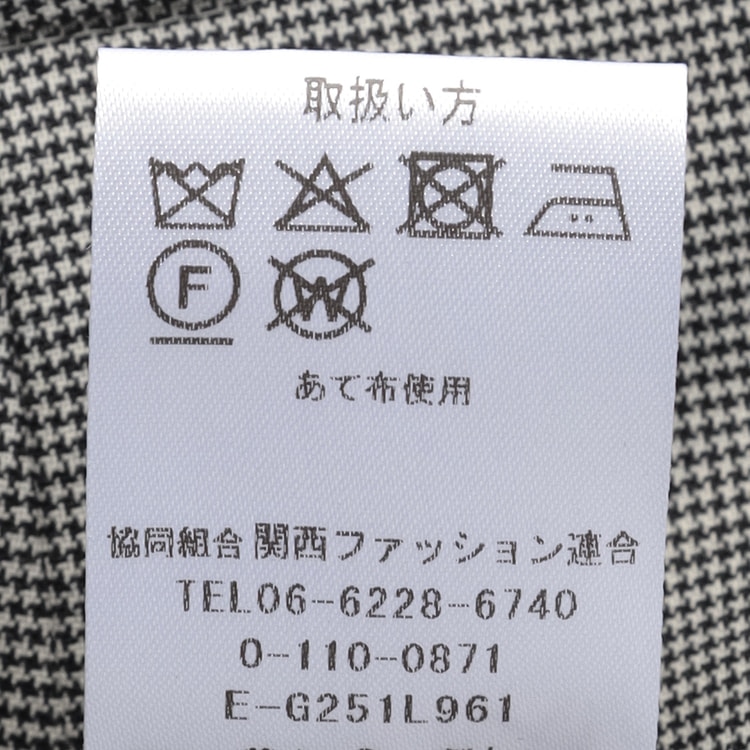 取扱い方
F W
あて布使用
協同組合関西ファッション連合
TEL06-6228-6740
0-110-0871
E-G251L961